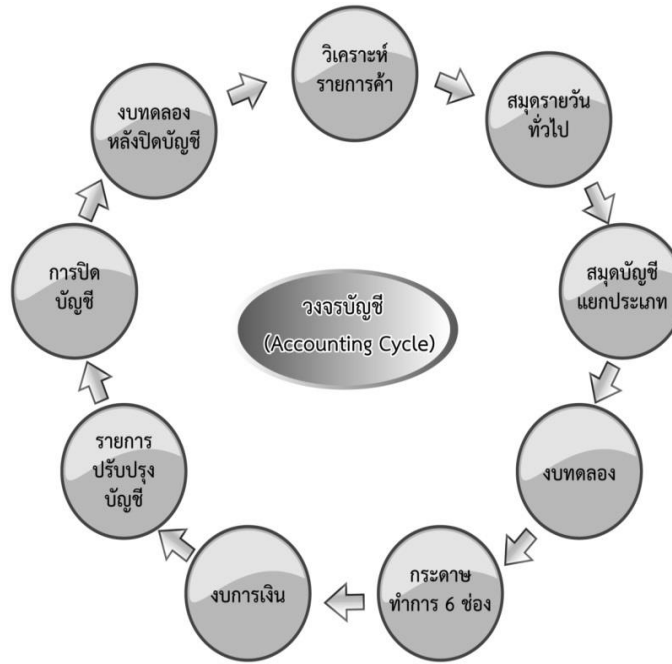 วิเคราะห์
รายการค้า
สมุดรายวัน
ทั่วไป
สมุดบัญชี
แยกประเภท
งบทดลอง
กระดาษ
ทำการ 6 ช่อง
งบการเงิน
รายการ
ปรับปรุง
บัญชี
การปิด
บัญชี
งบทดลอง
หลังปิดบัญชี
วงจรบัญชี
(Accounting Cycle)